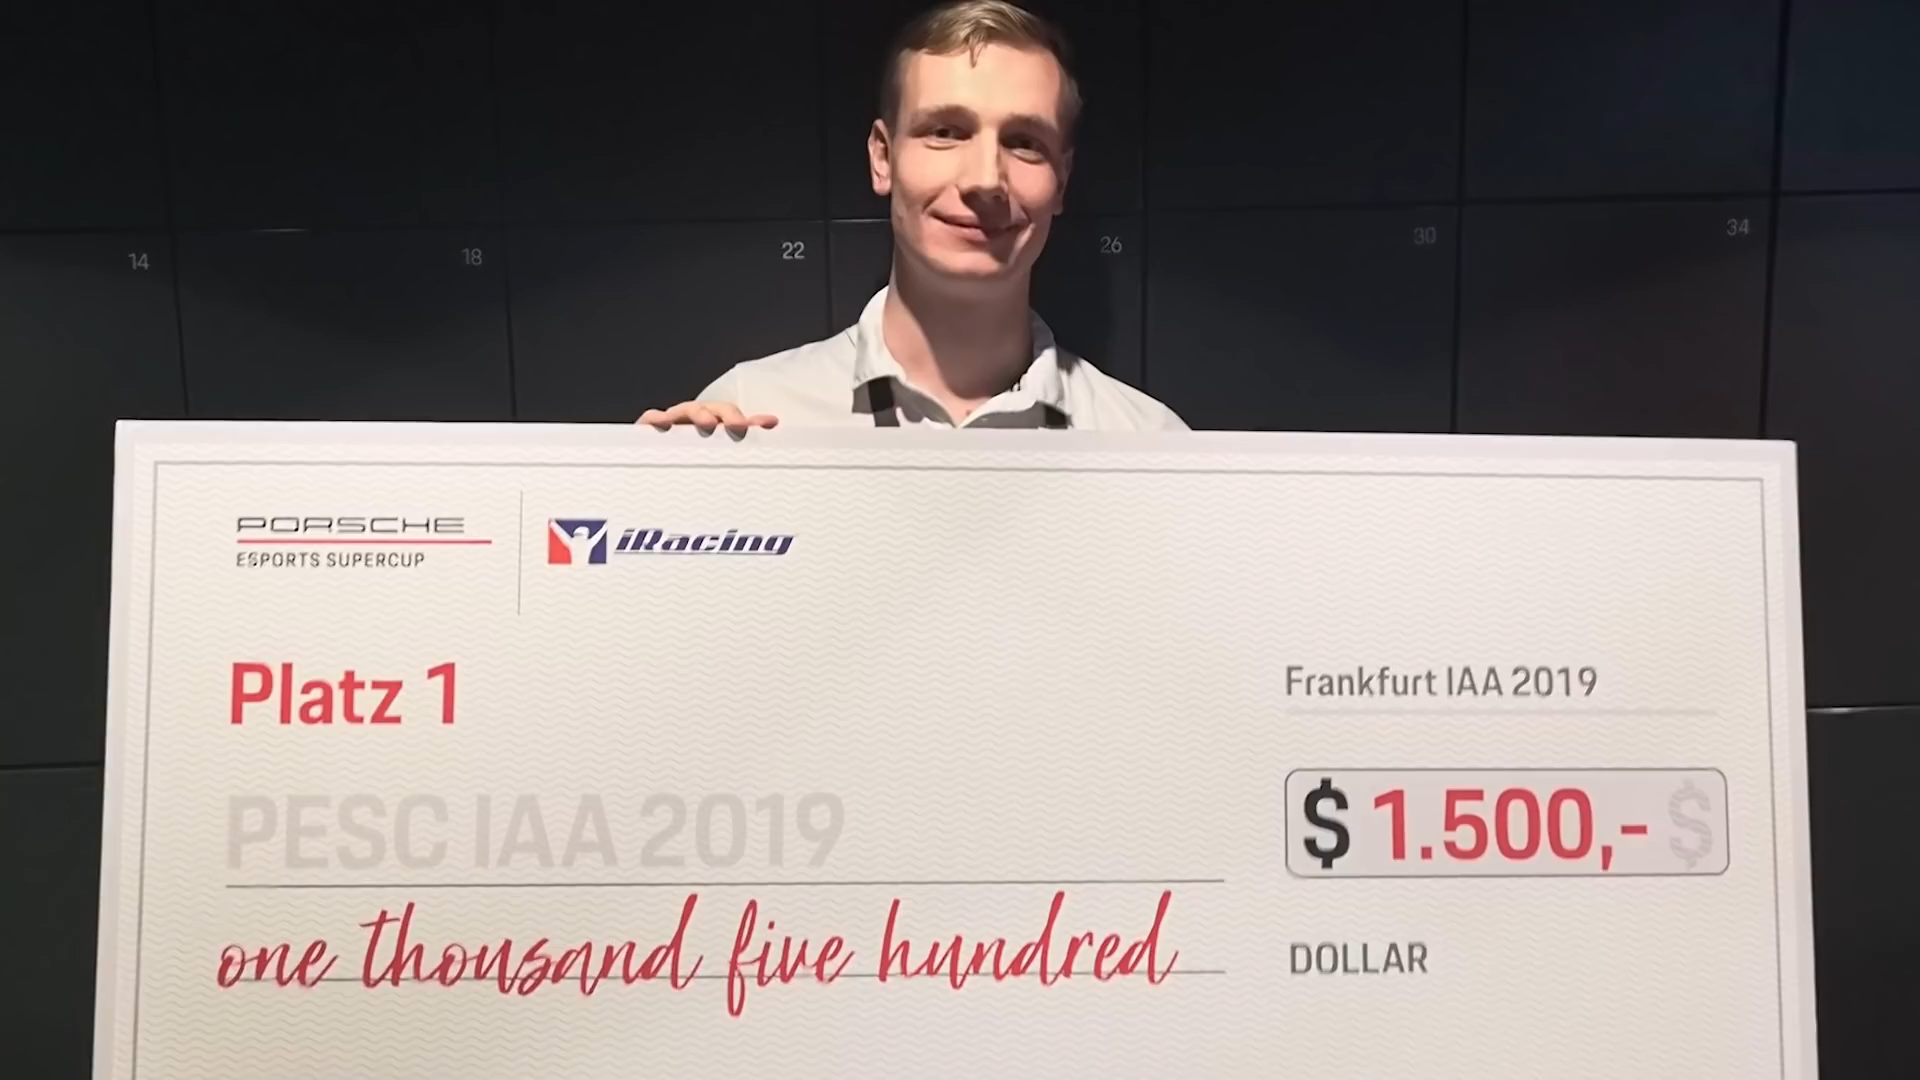 14
18
22
26
30
34
PORSCHE
ESPORTS SUPERCUP
iRacing
Platz 1
Frankfurt IAA 2019
PESC IAA 2019
$ 1.500,- $
one thousand five hundred
DOLLAR